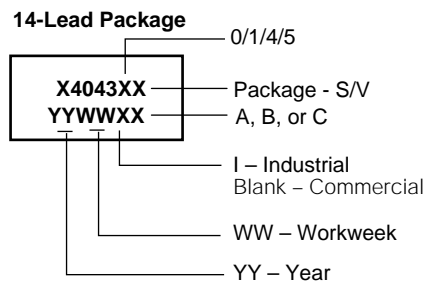 14-Lead Package
0/1/4/5
X4043XX
Package - S/V
YYWWXX
A, B, or C
I – Industrial
Blank – Commercial
WW – Workweek
YY – Year